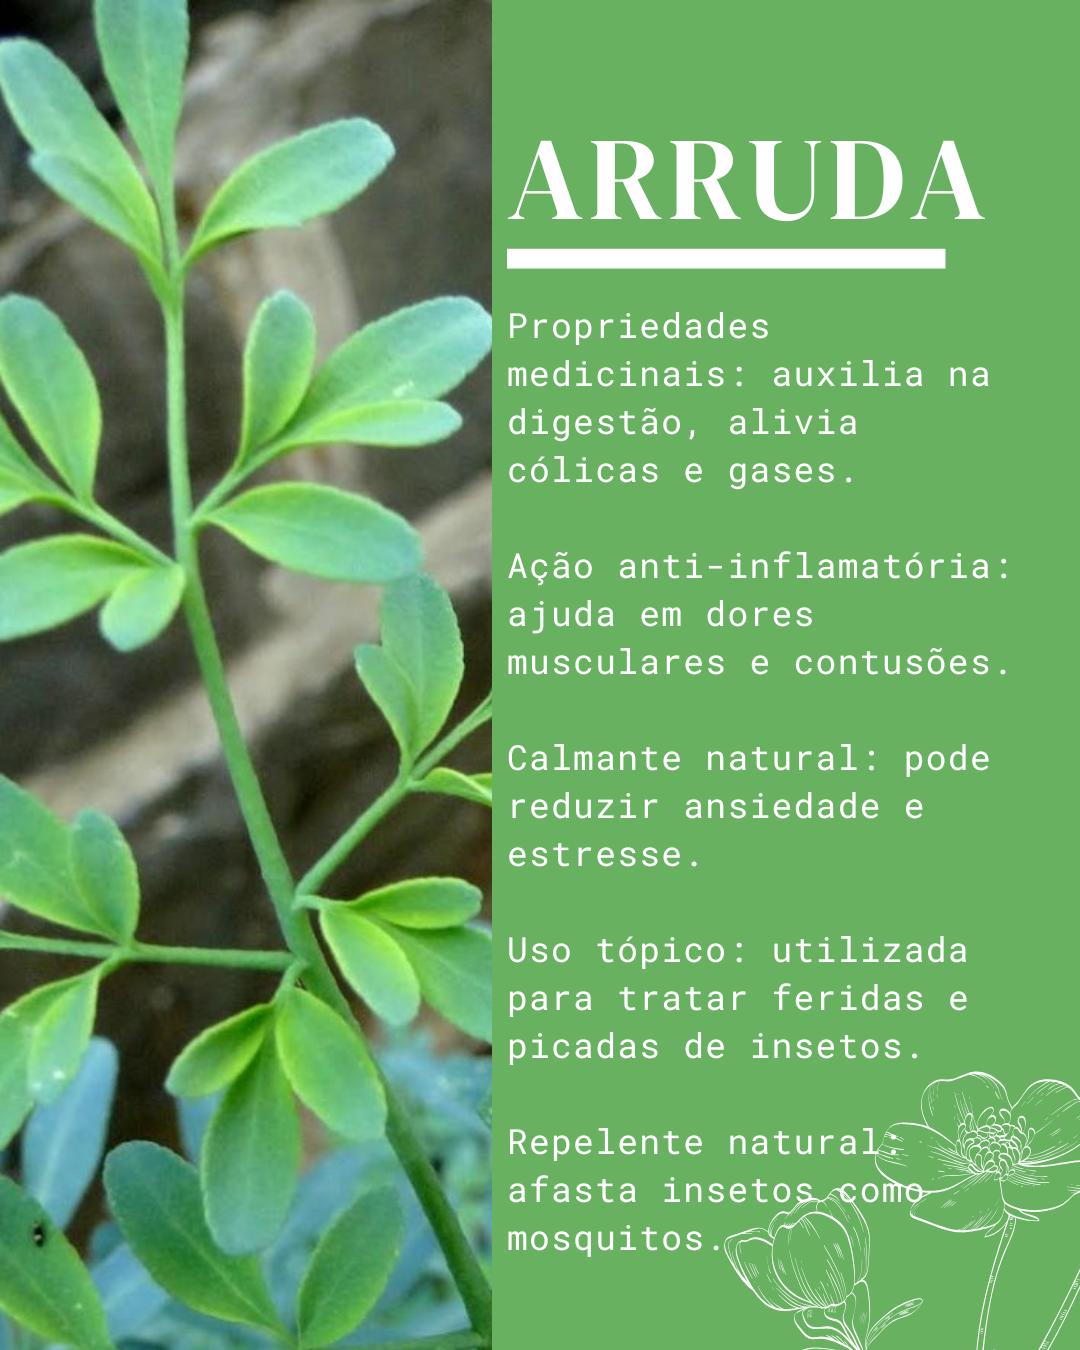 ARRUDA
Propriedades
medicinais: auxilia na
digestão, alivia
cólicas e gases.
Ação anti-inflamatória:
ajuda em dores
musculares e contusões.
Calmante natural: pode
reduzir ansiedade e
estresse.
Uso tópico: utilizada
para tratar feridas e
picadas de insetos.
Repelente natural:
afasta insetos como
mosquitos.